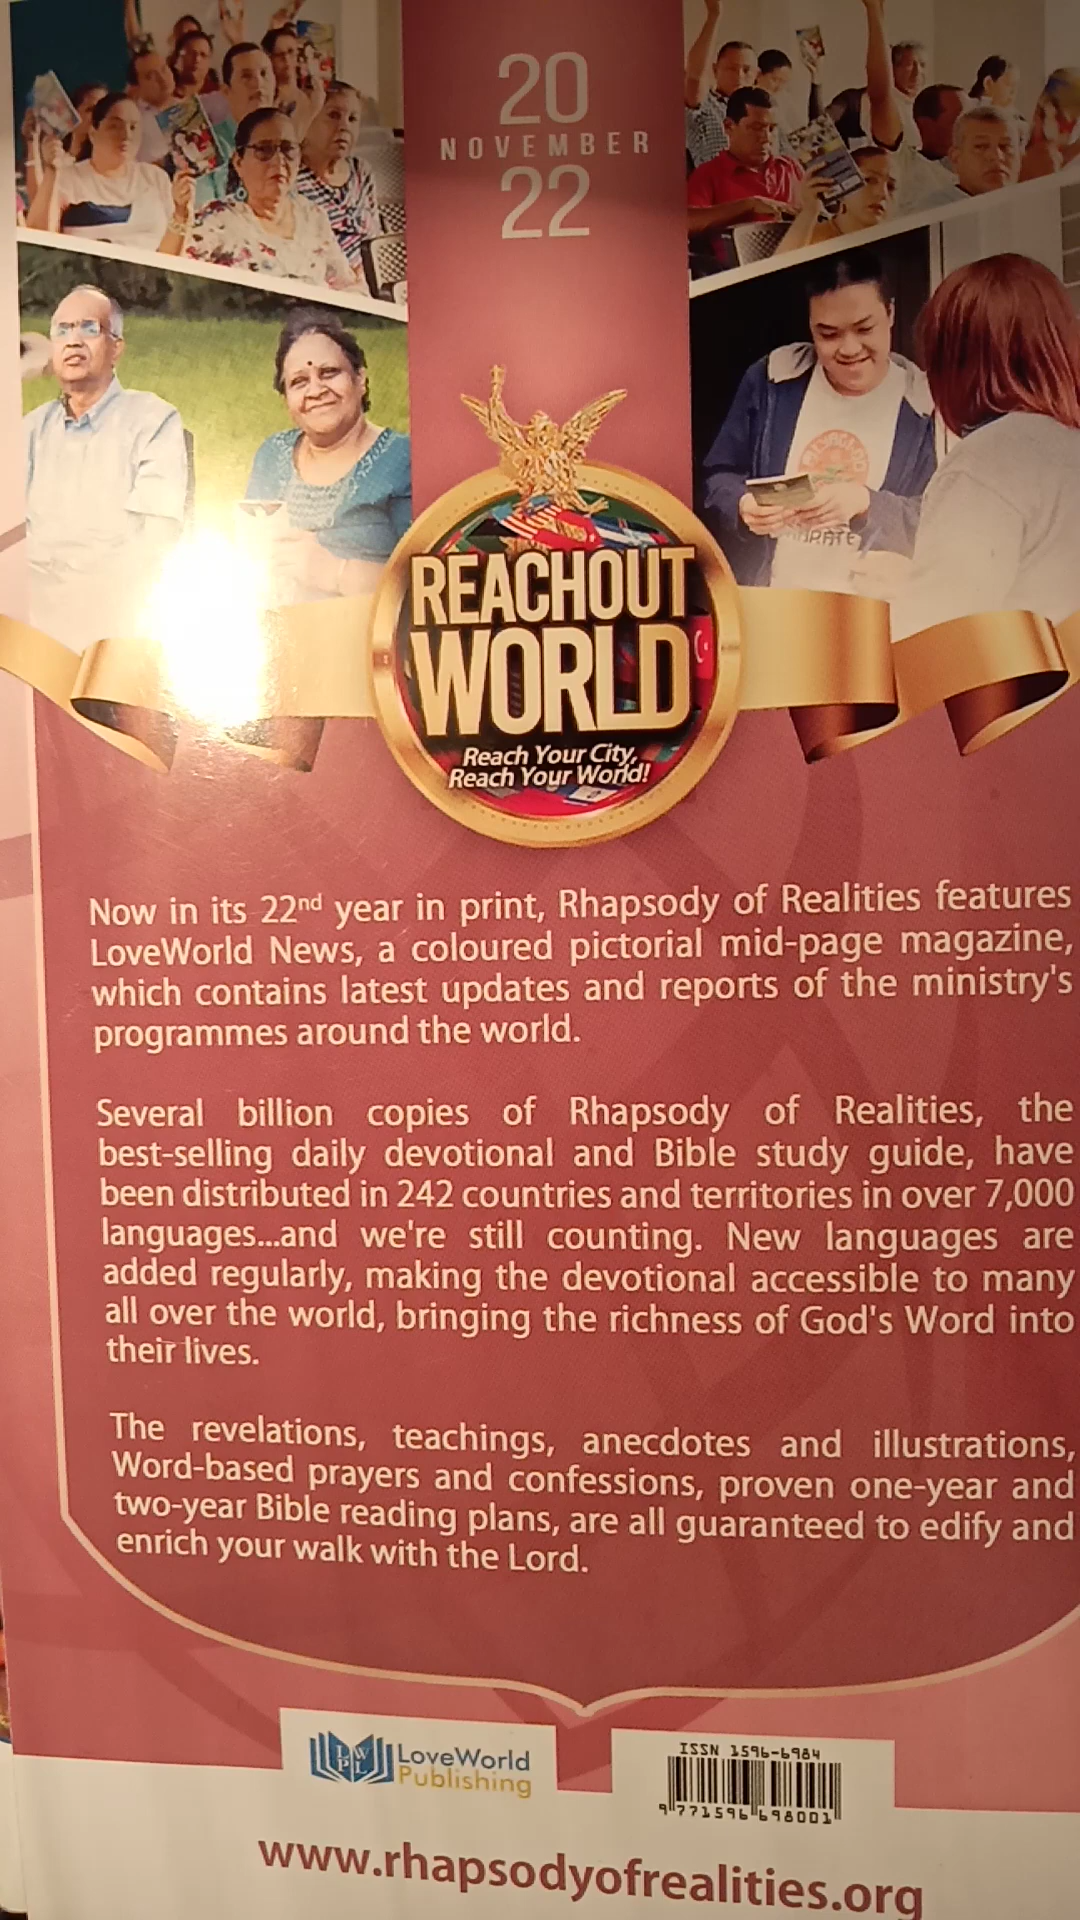 20
NOVEMBER
22
REACHOUT
WORLD
Reach Your City,
Reach Your World!
Now in its 22nd year in print, Rhapsody of Realities features
LoveWorld News, a coloured pictorial mid-page magazine,
which contains latest updates and reports of the ministry's
programmes around the world.
Several billion copies of Rhapsody of Realities, the
best-selling daily devotional and Bible study guide, have
been distributed in 242 countries and territories in over 7,000
languages...and we're still counting. New languages are
added regularly, making the devotional accessible to many
all over the world, bringing the richness of God's Word into
their lives.
The revelations, teachings, anecdotes and illustrations,
Word-based prayers and confessions, proven one-year and
two-year Bible reading plans, are all guaranteed to edify and
enrich your walk with the Lord.
LW
PL
LoveWorld
Publishing
ISSN 1596-6984
9 771596 698001
www.rhapsodyofrealities.org